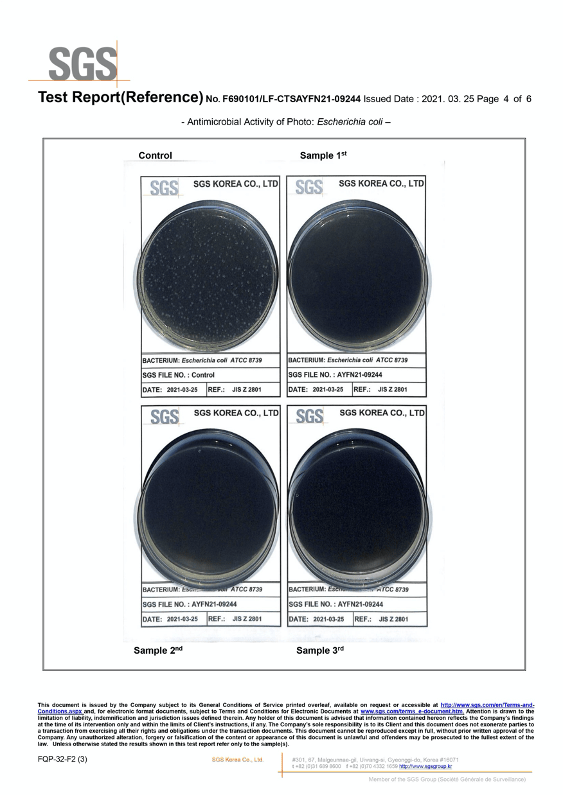 SGS
Test Report(Reference) No. F690101/LF-CTSAYFN21-09244 Issued Date : 2021. 03. 25 Page 4 of 6
- Antimicrobial Activity of Photo: Escherichia coli –
Control Sample 1st
SGS SGS KOREA CO., LTD SGS SGS KOREA CO., LTD
BACTERIUM: Escherichia coli ATCC 8739 BACTERIUM: Escherichia coli ATCC 8739
SGS FILE NO. : Control SGS FILE NO. : AYFN21-09244
DATE: 2021-03-25 REF.: JIS Z 2801 DATE: 2021-03-25 REF.: JIS Z 2801
SGS SGS KOREA CO., LTD SGS SGS KOREA CO., LTD
BACTERIUM: Escherichia coli ATCC 8739 BACTERIUM: Escherichia coli ATCC 8739
SGS FILE NO. : AYFN21-09244 SGS FILE NO. : AYFN21-09244
DATE: 2021-03-25 REF.: JIS Z 2801 DATE: 2021-03-25 REF.: JIS Z 2801
Sample 2nd Sample 3rd
This document is issued by the Company subject to its General Conditions of Service printed overleaf, available on request or accessible at http://www.sgs.com/en/Terms-and-
Conditions.aspx and, for electronic format documents, subject to Terms and Conditions for Electronic Documents at www.sgs.com/terms_e-document.htm. Attention is drawn to the
limitation of liability, indemnification and jurisdiction issues defined therein. Any holder of this document is advised that information contained hereon reflects the Company's findings
at the time of its intervention only and within the limits of Client's instructions, if any. The Company's sole responsibility is to its Client and this document does not exonerate parties to
a transaction from exercising all their rights and obligations under the transaction documents. This document cannot be reproduced except in full, without prior written approval of the
Company. Any unauthorized alteration, forgery or falsification of the content or appearance of this document is unlawful and offenders may be prosecuted to the fullest extent of the
law. Unless otherwise stated the results shown in this test report refer only to the sample(s).
FQP-32-F2 (3) SGS Korea Co., Ltd. #301, 67, Uiwang-si, Gyeonggi-do, Korea #16071
http://www.sgsgroup.kr
Member of the SGS Group (Société Générale de Surveillance)